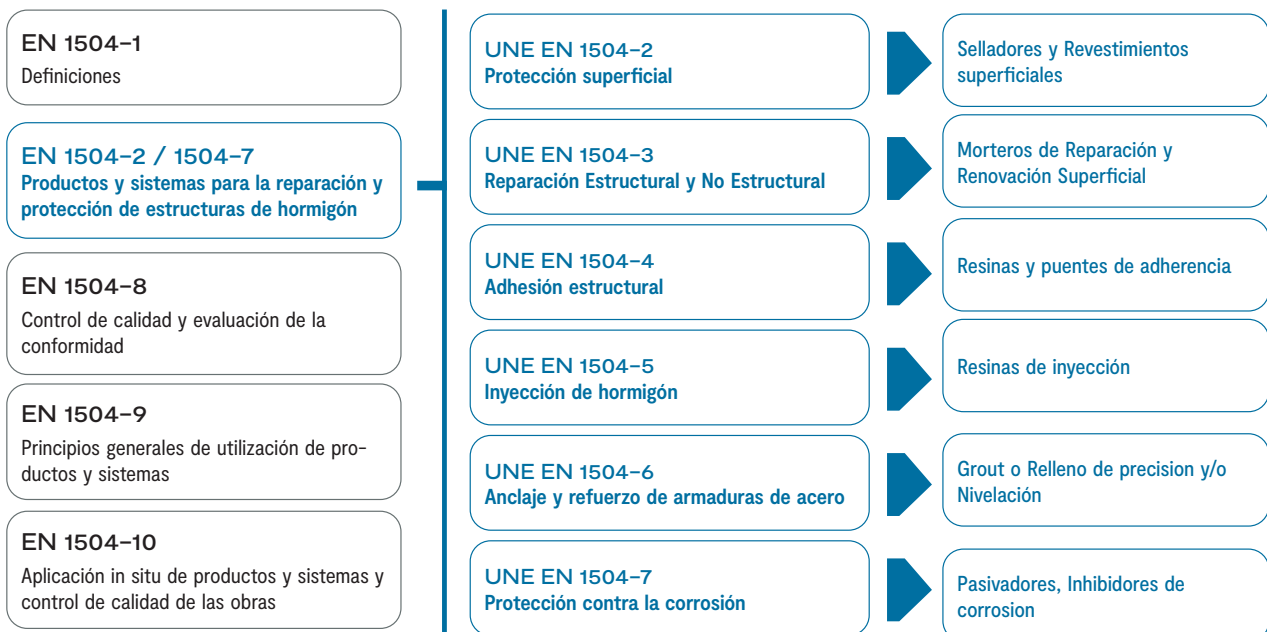 EN 1504–1
Definiciones
EN 1504–2 / 1504–7
Productos y sistemas para la reparación y
protección de estructuras de hormigón
EN 1504–8
Control de calidad y evaluación de la
conformidad
EN 1504–9
Principios generales de utilización de pro-
ductos y sistemas
EN 1504–10
Aplicación in situ de productos y sistemas y
control de calidad de las obras
UNE EN 1504–2
Protección superficial
Selladores y Revestimientos
superficiales
UNE EN 1504–3
Reparación Estructural y No Estructural
Morteros de Reparación y
Renovación Superficial
UNE EN 1504–4
Adhesión estructural
Resinas y puentes de adherencia
UNE EN 1504–5
Inyección de hormigón
Resinas de inyección
UNE EN 1504–6
Anclaje y refuerzo de armaduras de acero
Grout o Relleno de precision y/o
Nivelación
UNE EN 1504–7
Protección contra la corrosión
Pasivadores, Inhibidores de
corrosion